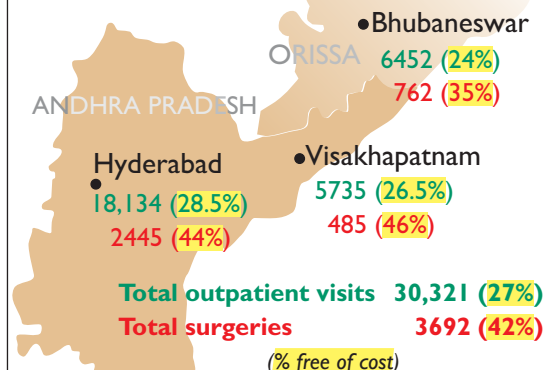 Bhubaneswar
ORISSA
6452 (24%)
762 (35%)
ANDHRA PRADESH
Hyderabad
18,134 (28.5%)
2445 (44%)
Visakhapatnam
5735 (26.5%)
485 (46%)
Total outpatient visits 30,321 (27%)
Total surgeries 3692 (42%)
(% free of cost)